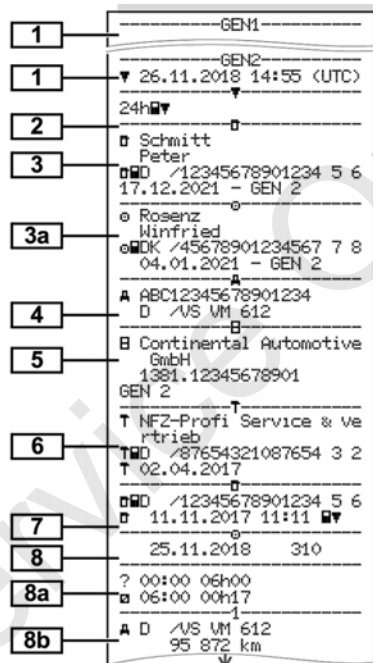 GEN1
1
GEN2
1
▼ 26.11.2018 14:55 (UTC)
24h▼
2
Schmitt
Peter
3
D /12345678901234 5 6
17.12.2021 - GEN 2
Rosenz
Winfried
3a
DK /45678901234567 7 8
04.01.2021 - GEN 2
A
A ABC12345678901234
4
D /VS VM 612
Continental Automotive
5
GmbH
1381.12345678901
GEN 2
T
T NFZ-Profi Service & Ve
rtrieb
6
T D /87654321087654 3 2
T 02.04.2017
D /12345678901234 5 6
7
11.11.2017 11:11 ▼
8
25.11.2018 310
? 00:00 06h00
8a
06:00 00h17
1
8b
A D /VS VM 612
95 872 km